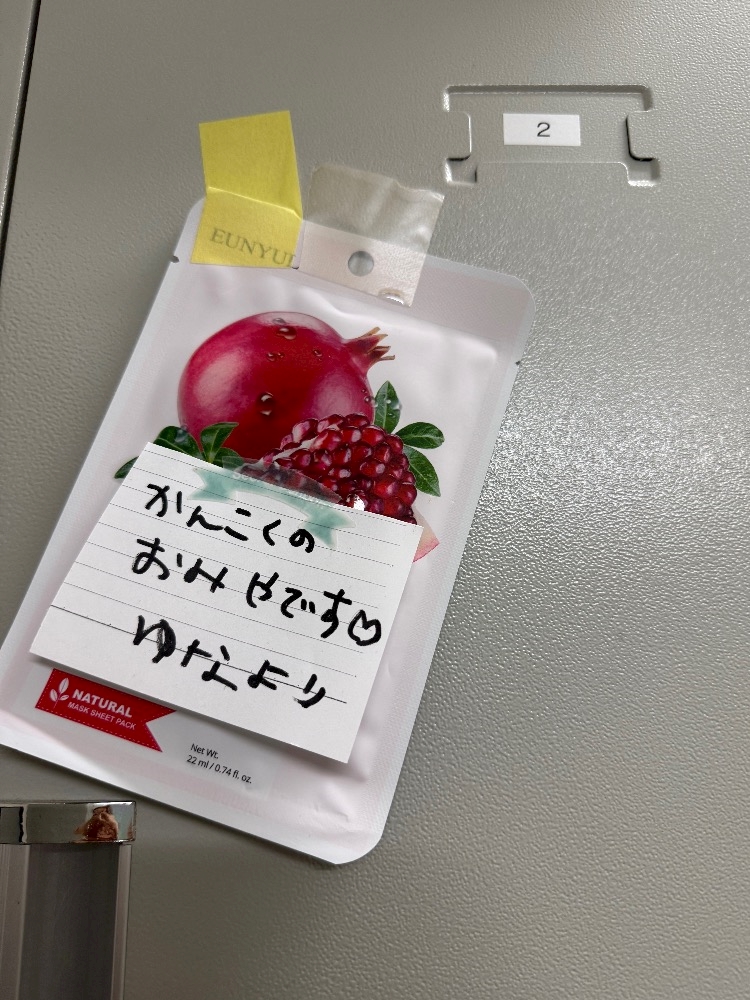 2
EUNYUL
かんこくの
おみやです♡
ゆなより
NATURAL
MASK SHEET PACK
Net Wt.
22 ml / 0.74 fl. oz.